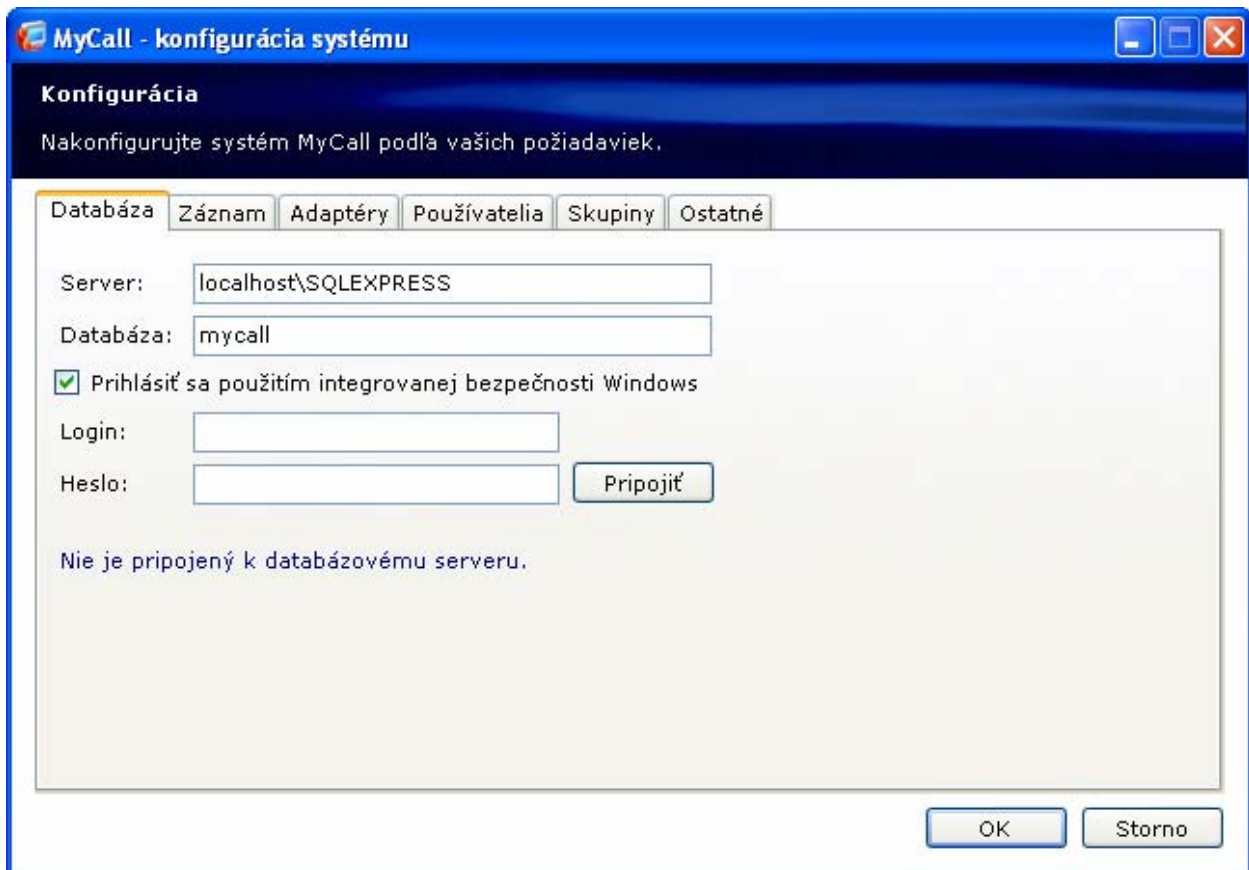 MyCall - konfigurácia systému
Konfigurácia
Nakonfigurujte systém MyCall podľa vašich požiadaviek.
Databáza Záznam Adaptéry Používatelia Skupiny Ostatné
Server: localhost\SQLEXPRESS
Databáza: mycall
Prihlásiť sa použitím integrovanej bezpečnosti Windows
Login:
Heslo: Pripojiť
Nie je pripojený k databázovému serveru.
OK Storno